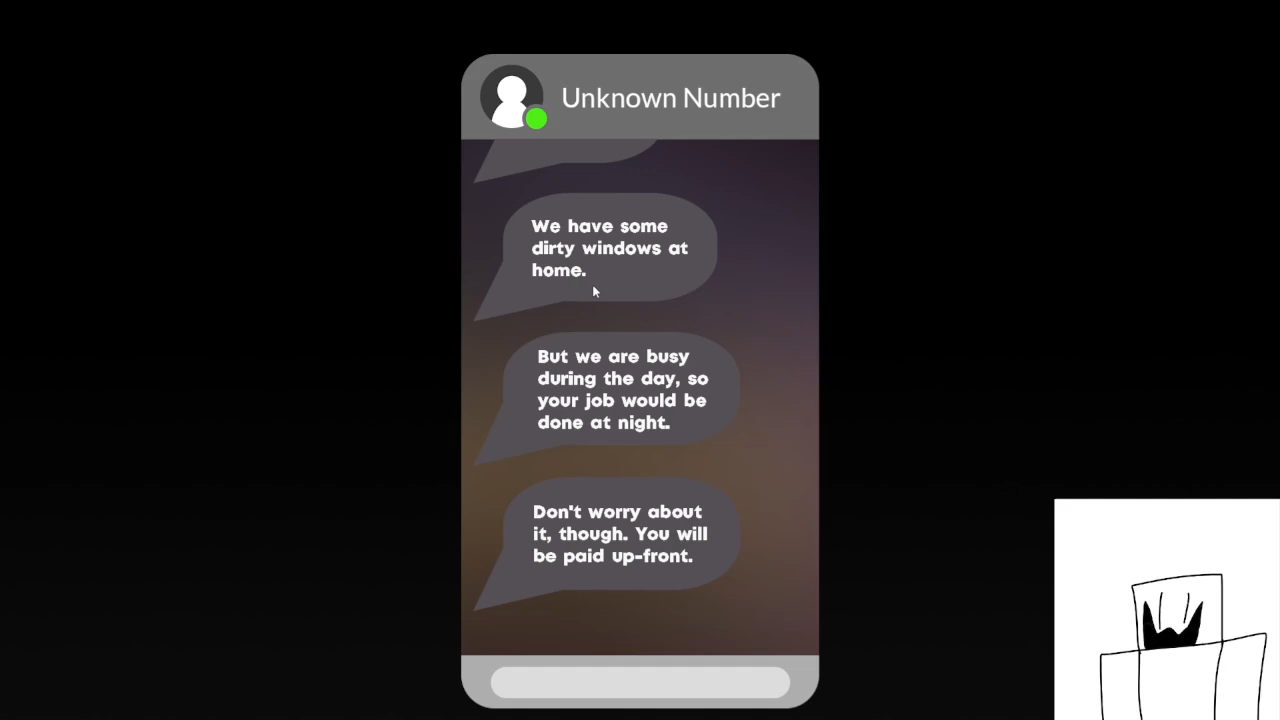 Unknown Number
We have some
dirty windows at
home.
But we are busy
during the day, so
your job would be
done at night.
Don't worry about
it, though. You will
be paid up-front.